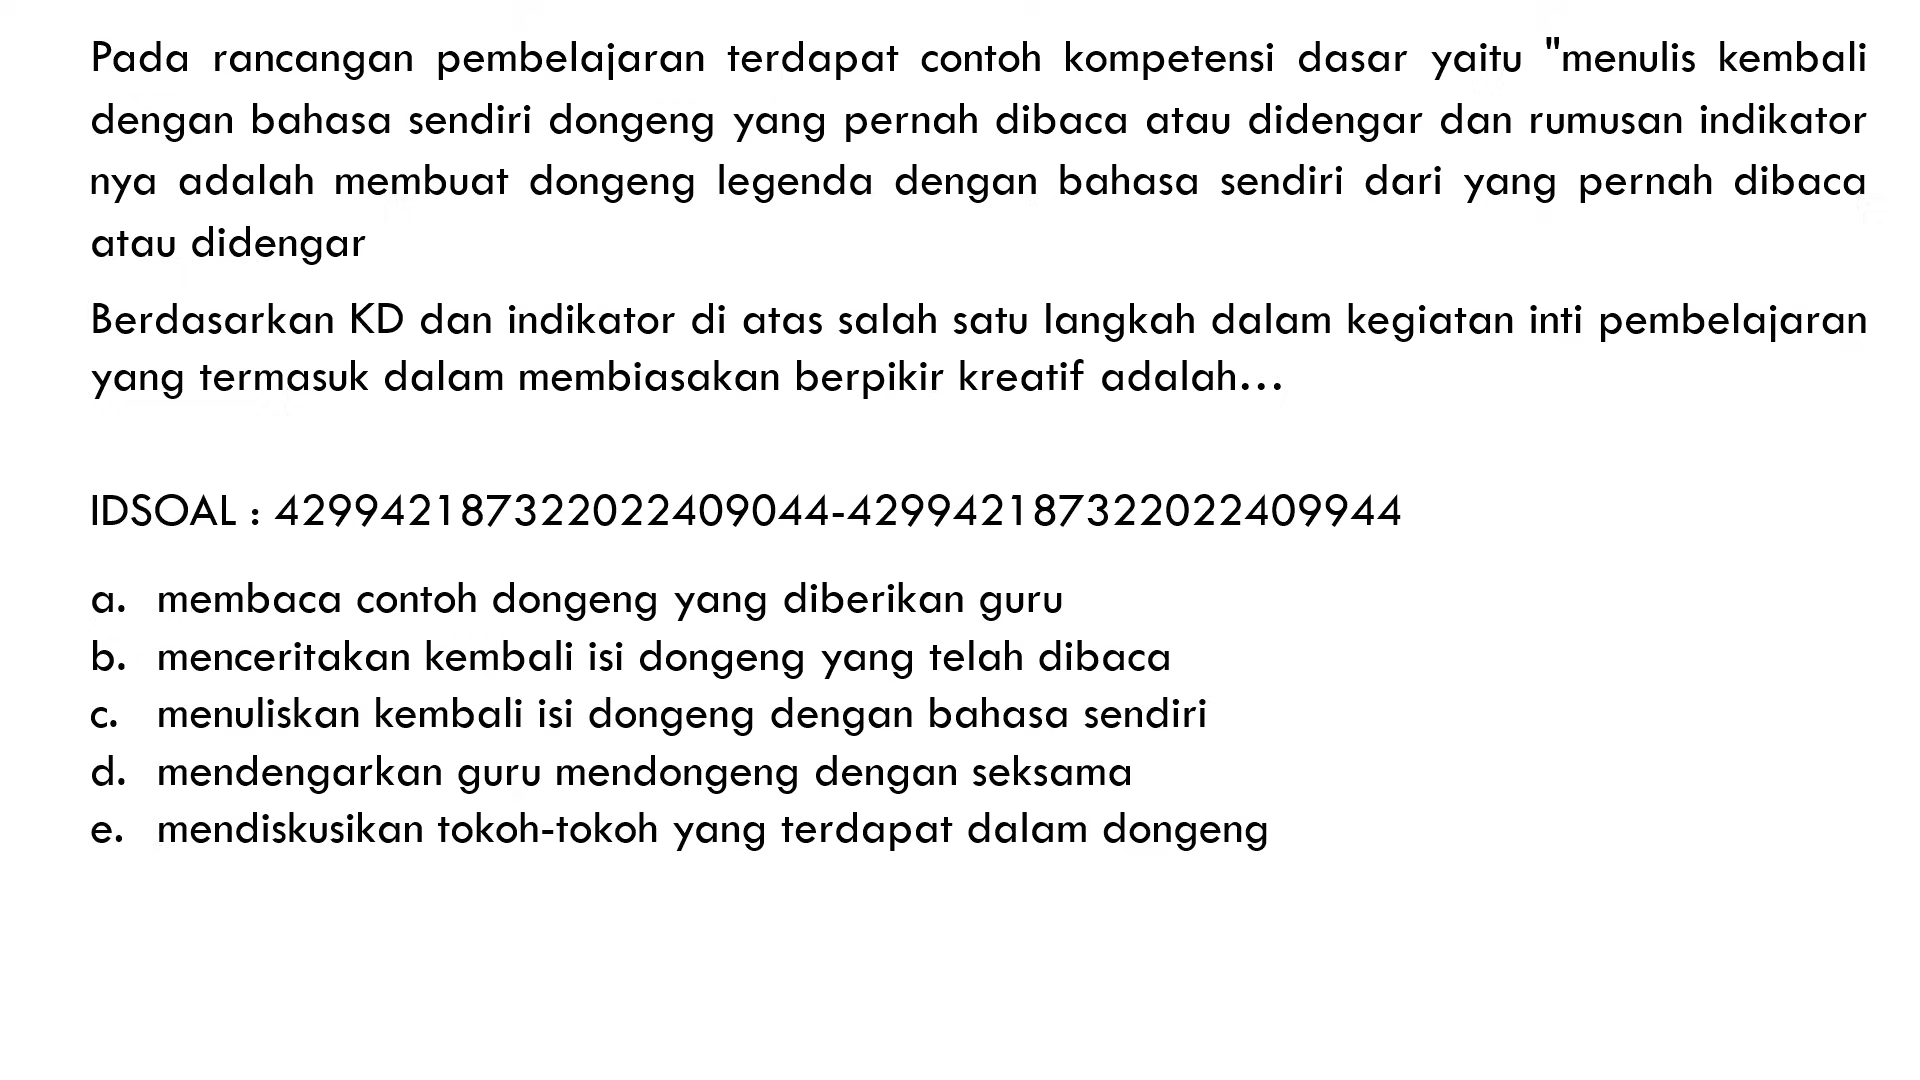 Pada rancangan pembelajaran terdapat contoh kompetensi dasar yaitu "menulis kembali
dengan bahasa sendiri dongeng yang pernah dibaca atau didengar dan rumusan indikator
nya adalah membuat dongeng legenda dengan bahasa sendiri dari yang pernah dibaca
atau didengar
Berdasarkan KD dan indikator di atas salah satu langkah dalam kegiatan inti pembelajaran
yang termasuk dalam membiasakan berpikir kreatif adalah...
IDSOAL : 429942187322022409044-429942187322022409944
a. membaca contoh dongeng yang diberikan guru
b. menceritakan kembali isi dongeng yang telah dibaca
c. menuliskan kembali isi dongeng dengan bahasa sendiri
d. mendengarkan guru mendongeng dengan seksama
e. mendiskusikan tokoh-tokoh yang terdapat dalam dongeng